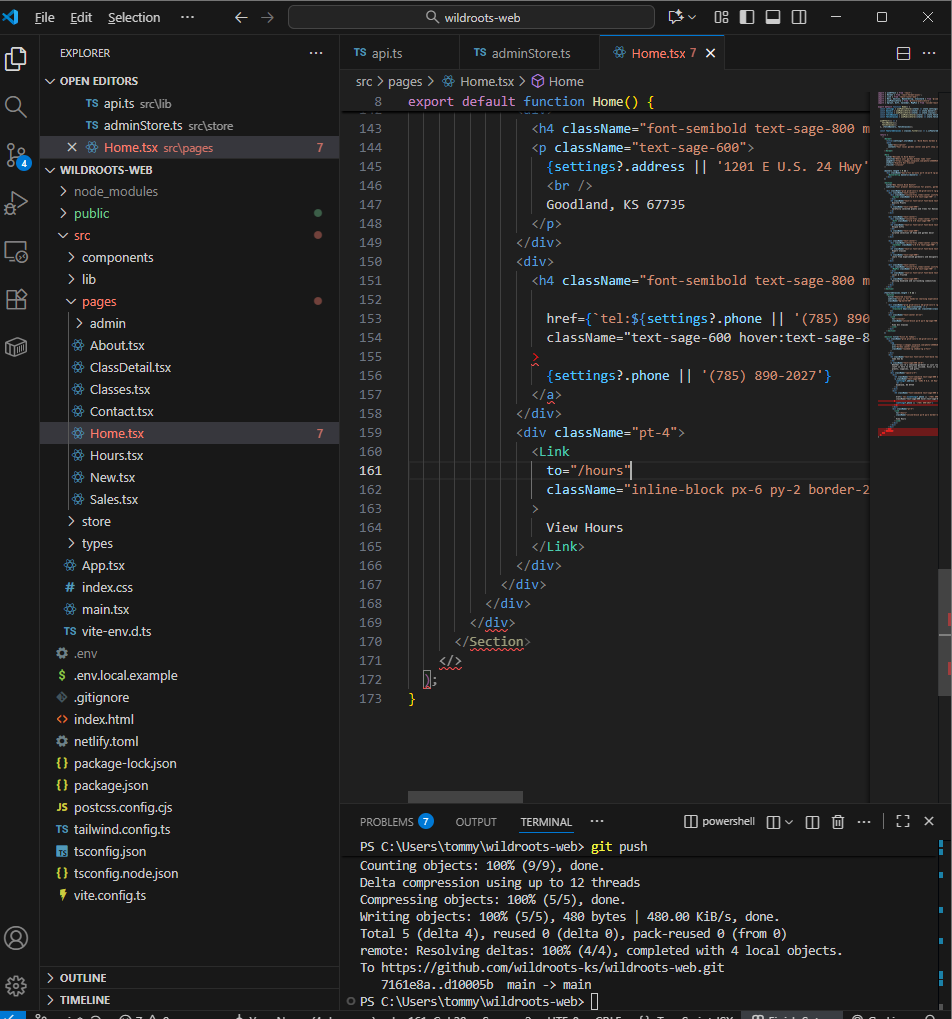 File Edit Selection ··· wildroots-web
EXPLORER ···
OPEN EDITORS
TS api.ts src\lib
TS adminStore.ts src\store
Home.tsx src\pages 7
WILDROOTS-WEB
node_modules
public
src
components
lib
pages
admin
About.tsx
ClassDetail.tsx
Classes.tsx
Contact.tsx
Home.tsx 7
Hours.tsx
New.tsx
Sales.tsx
store
types
App.tsx
# index.css
main.tsx
TS vite-env.d.ts
.env
$ .env.local.example
.gitignore
<> index.html
netlify.toml
{} package-lock.json
{} package.json
JS postcss.config.cjs
TS tailwind.config.ts
TS tsconfig.json
{} tsconfig.node.json
vite.config.ts
OUTLINE
TIMELINE
4
TS api.ts TS adminStore.ts Home.tsx 7
src > pages > Home.tsx > Home
8 export default function Home() {
143 <h4 className="font-semibold text-sage-800 m
144 <p className="text-sage-600">
145 {settings?.address || '1201 E U.S. 24 Hwy'
146 <br />
147 Goodland, KS 67735
148 </p>
149 </div>
150 <div>
151 <h4 className="font-semibold text-sage-800 m
152
153 href={`tel:${settings?.phone || '(785) 890
154 className="text-sage-600 hover:text-sage-8
155 >
156 {settings?.phone || '(785) 890-2027'}
157 </a>
158 </div>
159 <div className="pt-4">
160 <Link
161 to="/hours"
162 className="inline-block px-6 py-2 border-2
163 >
164 View Hours
165 </Link>
166 </div>
167 </div>
168 </div>
169 </div>
170 </Section>
171 </>
172 );
173 }
PROBLEMS 7 OUTPUT TERMINAL ··· powershell ···
PS C:\Users\tommy\wildroots-web> git push
Counting objects: 100% (9/9), done.
Delta compression using up to 12 threads
Compressing objects: 100% (5/5), done.
Writing objects: 100% (5/5), 480 bytes | 480.00 KiB/s, done.
Total 5 (delta 4), reused 0 (delta 0), pack-reused 0 (from 0)
remote: Resolving deltas: 100% (4/4), completed with 4 local objects.
To https://github.com/wildroots-ks/wildroots-web.git
7161e8a..d10005b main -> main
PS C:\Users\tommy\wildroots-web>